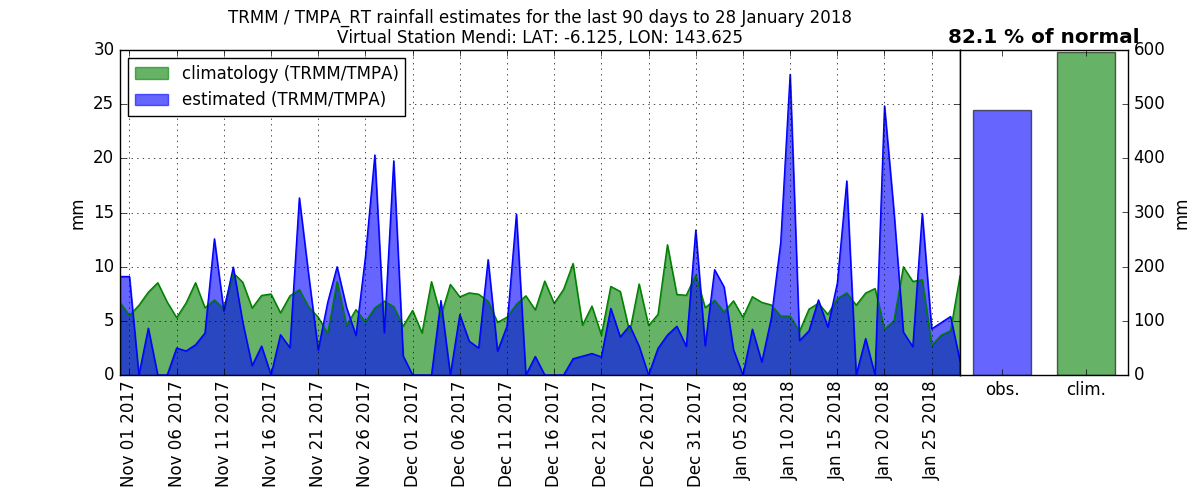 TRMM / TMPA_RT rainfall estimates for the last 90 days to 28 January 2018
Virtual Station Mendi: LAT: -6.125, LON: 143.625
82.1 % of normal
climatology (TRMM/TMPA)
estimated (TRMM/TMPA)
30
25
20
15
10
5
0
mm
600
500
400
300
200
100
0
mm
Nov 01 2017
Nov 06 2017
Nov 11 2017
Nov 16 2017
Nov 21 2017
Nov 26 2017
Dec 01 2017
Dec 06 2017
Dec 11 2017
Dec 16 2017
Dec 21 2017
Dec 26 2017
Dec 31 2017
Jan 05 2018
Jan 10 2018
Jan 15 2018
Jan 20 2018
Jan 25 2018
obs.
clim.